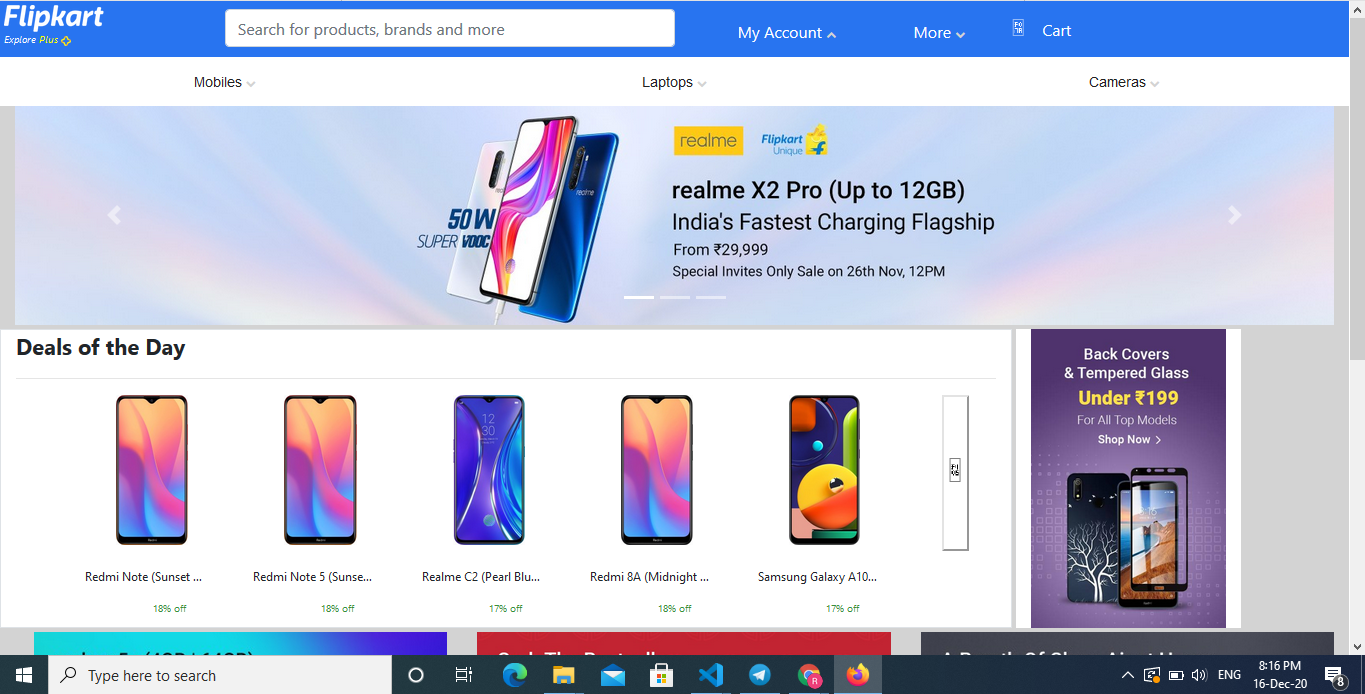 Flipkart
Explore Plus
Search for products, brands and more
My Account
More
Cart
Mobiles
Laptops
Cameras
realme
Flipkart
Unique
realme X2 Pro (Up to 12GB)
India's Fastest Charging Flagship
From ₹29,999
Special Invites Only Sale on 26th Nov, 12PM
50W
SUPER VOOC
realme
Deals of the Day
12
30
Redmi Note (Sunset ...
Redmi Note 5 (Sunse...
Realme C2 (Pearl Blu...
Redmi 8A (Midnight ...
Samsung Galaxy A10...
18% off
18% off
17% off
18% off
17% off
Back Covers
& Tempered Glass
Under ₹199
For All Top Models
Shop Now
Type here to search
R
ENG
8:16 PM
16-Dec-20
8